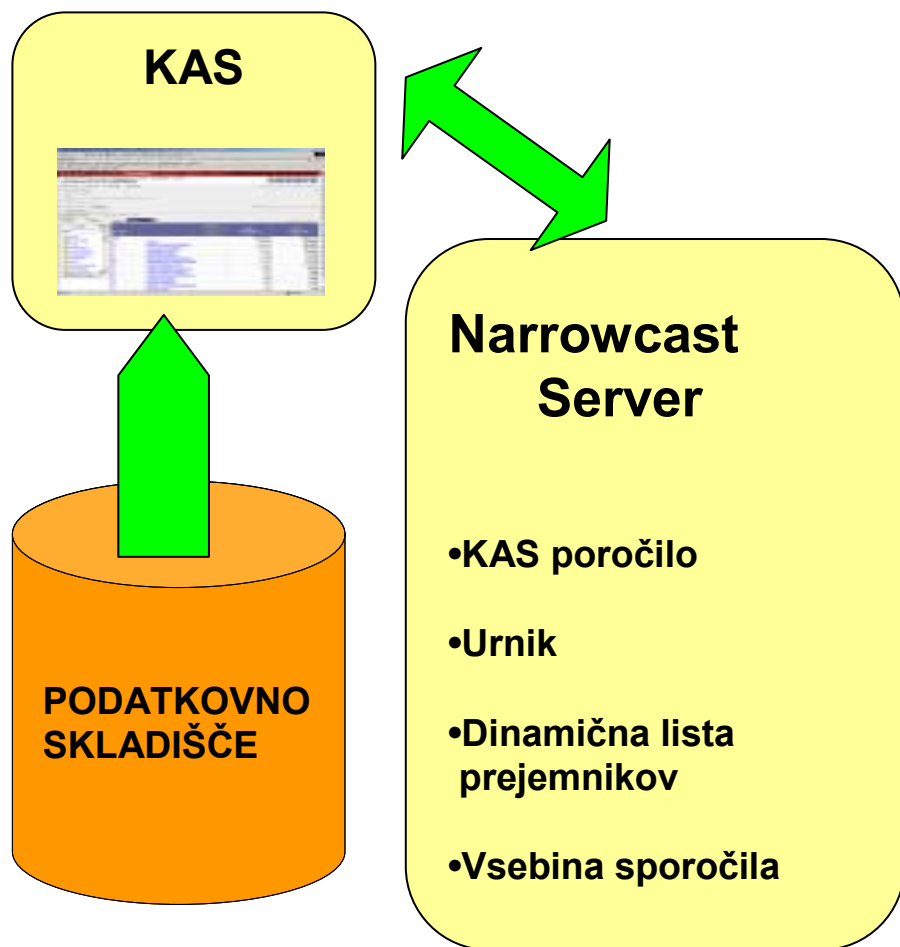 KAS
Narrowcast
Server
•KAS poročilo
•Urnik
•Dinamična lista
prejemnikov
•Vsebina sporočila
PODATKOVNO
SKLADIŠČE